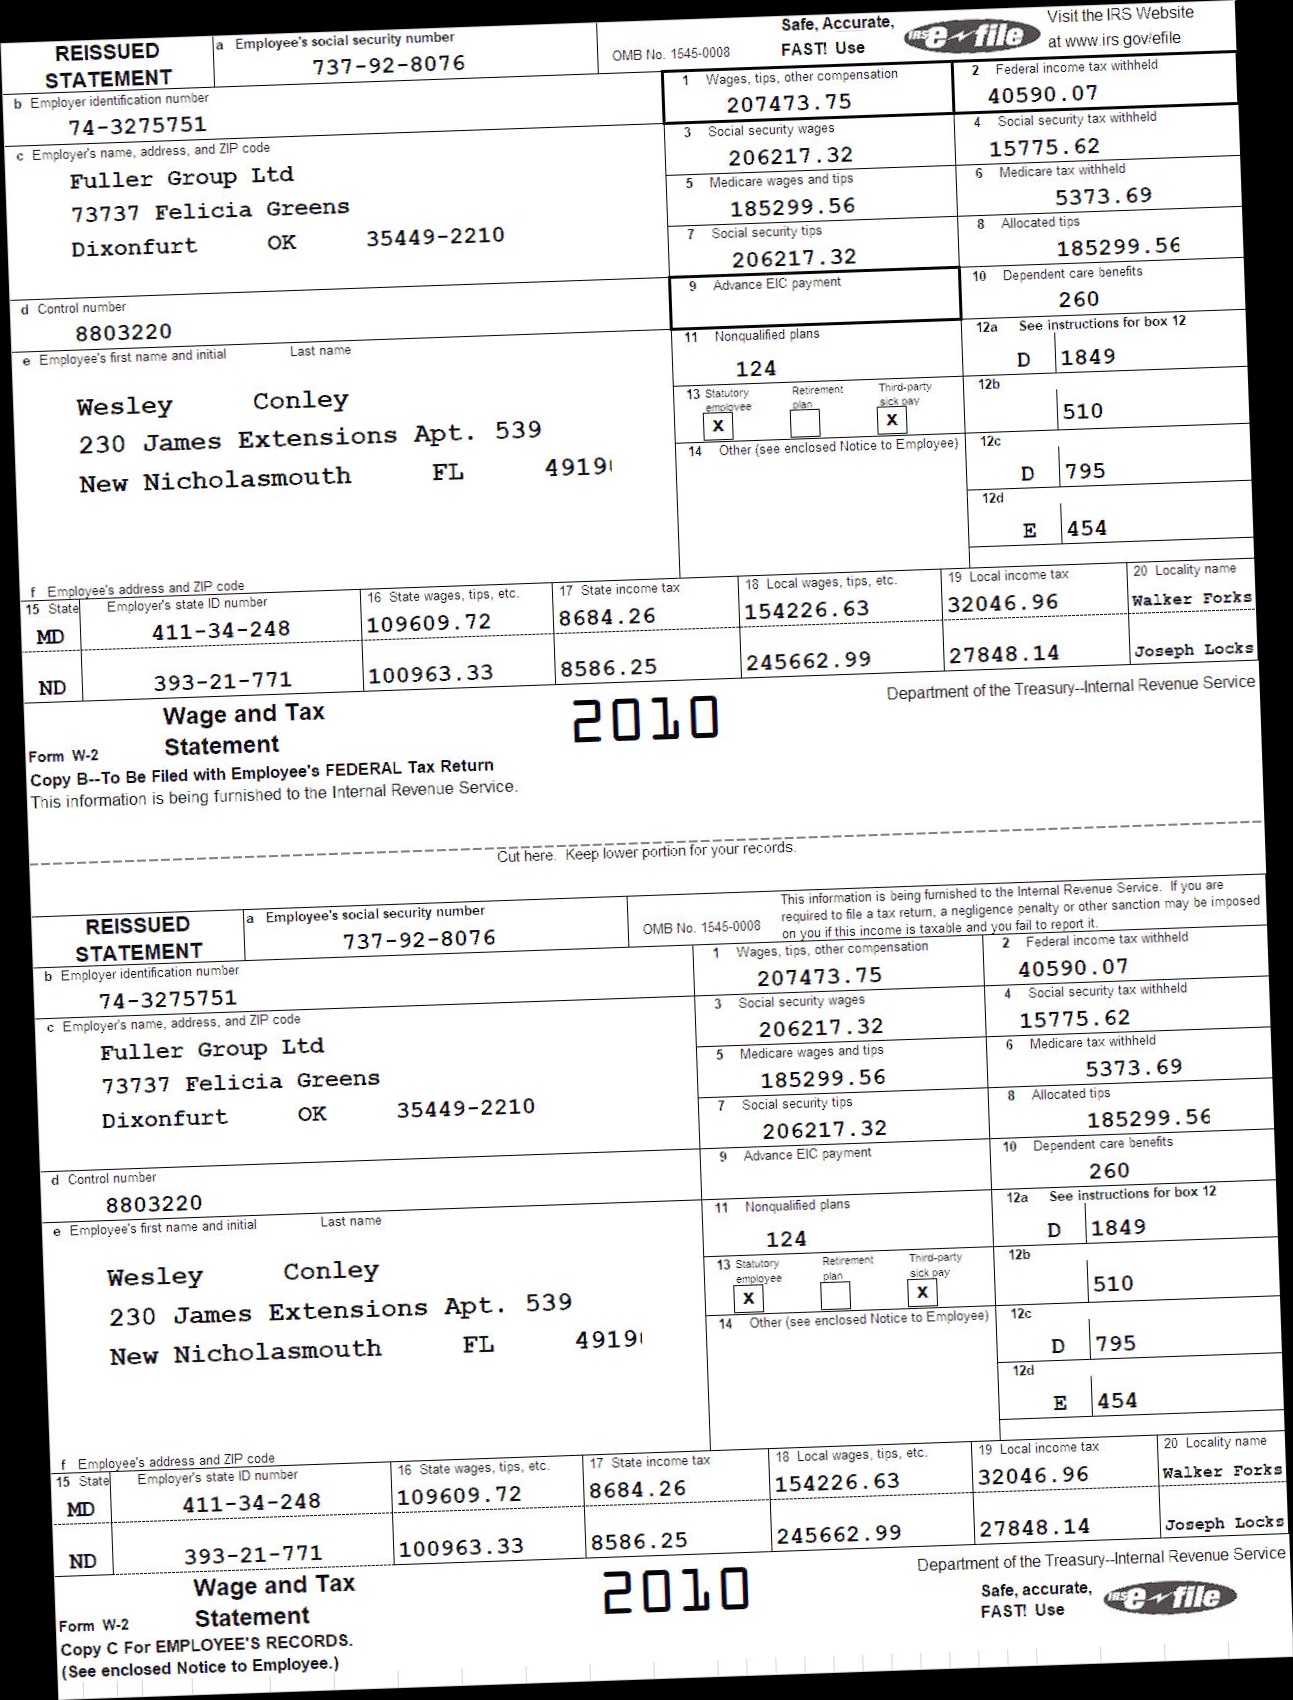 REISSUED STATEMENT
a Employee's social security number
737-92-8076
OMB No. 1545-0008
Safe, Accurate, FAST! Use
IRS e-file
Visit the IRS Website at www.irs.gov/efile
b Employer identification number
74-3275751
1 Wages, tips, other compensation
207473.75
2 Federal income tax withheld
40590.07
c Employer's name, address, and ZIP code
Fuller Group Ltd
73737 Felicia Greens
Dixonfurt OK 35449-2210
3 Social security wages
206217.32
4 Social security tax withheld
15775.62
5 Medicare wages and tips
185299.56
6 Medicare tax withheld
5373.69
7 Social security tips
206217.32
8 Allocated tips
185299.56
d Control number
8803220
9 Advance EIC payment
10 Dependent care benefits
260
e Employee's first name and initial Last name
Wesley Conley
230 James Extensions Apt. 539
New Nicholasmouth FL
11 Nonqualified plans
124
12a See instructions for box 12
D 1849
13 Statutory employee
X
Retirement plan
Third-party sick pay
X
12b
510
14 Other (see enclosed Notice to Employee)
12c
D 795
12d
E 454
f Employee's address and ZIP code
15 State Employer's state ID number
16 State wages, tips, etc.
17 State income tax
18 Local wages, tips, etc.
19 Local income tax
20 Locality name
MD 411-34-248 109609.72 8684.26 154226.63 32046.96 Walker Forks
ND 393-21-771 100963.33 8586.25 245662.99 27848.14 Joseph Locks
Form W-2
Wage and Tax Statement
2010
Department of the Treasury--Internal Revenue Service
Copy B--To Be Filed with Employee's FEDERAL Tax Return
This information is being furnished to the Internal Revenue Service.
Cut here. Keep lower portion for your records.
REISSUED STATEMENT
a Employee's social security number
737-92-8076
OMB No. 1545-0008
This information is being furnished to the Internal Revenue Service. If you are
required to file a tax return, a negligence penalty or other sanction may be imposed
on you if this income is taxable and you fail to report it.
b Employer identification number
74-3275751
1 Wages, tips, other compensation
207473.75
2 Federal income tax withheld
40590.07
c Employer's name, address, and ZIP code
Fuller Group Ltd
73737 Felicia Greens
Dixonfurt OK 35449-2210
3 Social security wages
206217.32
4 Social security tax withheld
15775.62
5 Medicare wages and tips
185299.56
6 Medicare tax withheld
5373.69
7 Social security tips
206217.32
8 Allocated tips
185299.56
d Control number
8803220
9 Advance EIC payment
10 Dependent care benefits
260
e Employee's first name and initial Last name
Wesley Conley
230 James Extensions Apt. 539
New Nicholasmouth FL
11 Nonqualified plans
124
12a See instructions for box 12
D 1849
13 Statutory employee
X
Retirement plan
Third-party sick pay
X
12b
510
14 Other (see enclosed Notice to Employee)
12c
D 795
12d
E 454
f Employee's address and ZIP code
15 State Employer's state ID number
16 State wages, tips, etc.
17 State income tax
18 Local wages, tips, etc.
19 Local income tax
20 Locality name
MD 411-34-248 109609.72 8684.26 154226.63 32046.96 Walker Forks
ND 393-21-771 100963.33 8586.25 245662.99 27848.14 Joseph Locks
Form W-2
Wage and Tax Statement
2010
Department of the Treasury--Internal Revenue Service
Safe, accurate, FAST! Use
IRS e-file
Copy C For EMPLOYEE'S RECORDS.
(See enclosed Notice to Employee.)